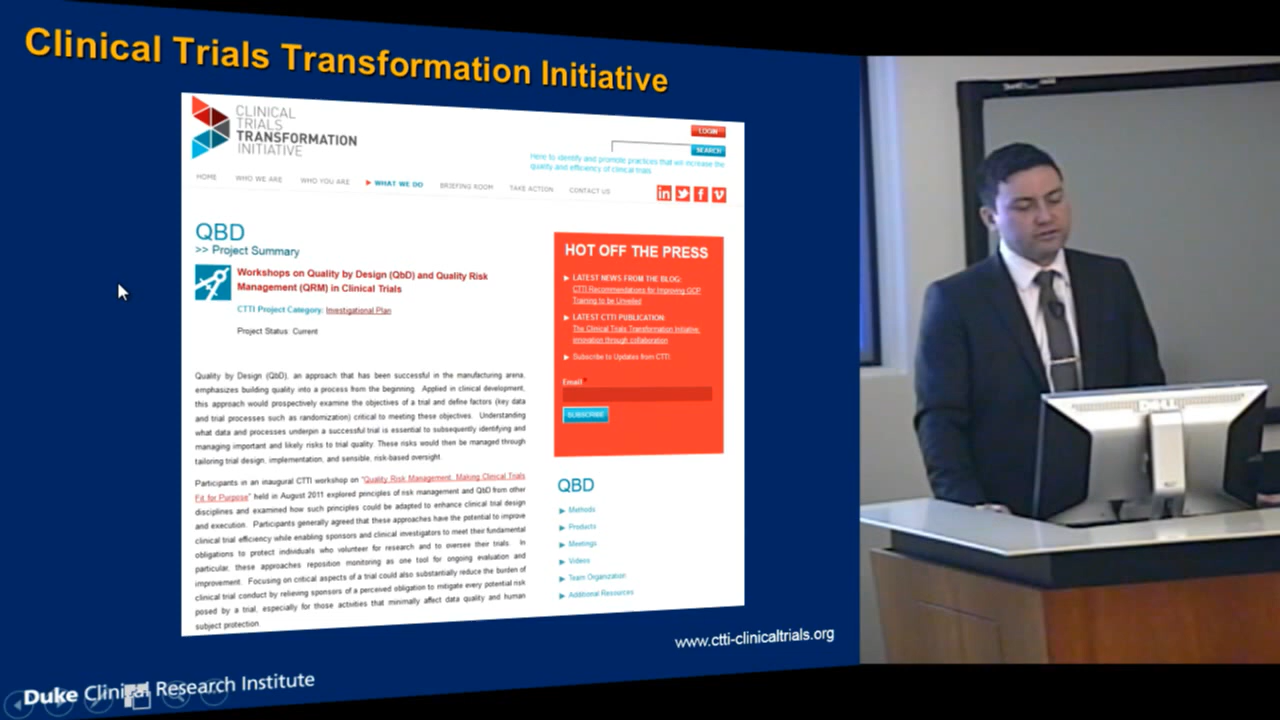 Clinical Trials Transformation Initiative
CLINICAL
TRIALS
TRANSFORMATION
INITIATIVE
LOGIN
SEARCH
Here to identify and promote practices that will increase the
quality and efficiency of clinical trials
HOME WHO WE ARE WHO YOU ARE WHAT WE DO BRIEFING ROOM TAKE ACTION CONTACT US
QBD
>> Project Summary
Workshops on Quality by Design (QbD) and Quality Risk
Management (QRM) in Clinical Trials
CTTI Project Category: Investigational Plan
Project Status: Current
Quality by Design (QbD), an approach that has been successful in the manufacturing arena,
emphasizes building quality into a process from the beginning. Applied in clinical development,
this approach would prospectively examine the objectives of a trial and define factors (key data
and trial processes such as randomization) critical to meeting these objectives. Understanding
what data and processes underpin a successful trial is essential to subsequently identifying and
managing important and likely risks to trial quality. These risks would then be managed through
tailoring trial design, implementation, and sensible, risk-based oversight.
Participants in an inaugural CTTI workshop on "Quality Risk Management: Making Clinical Trials
Fit for Purpose" held in August 2011 explored principles of risk management and QbD from other
disciplines and examined how such principles could be adapted to enhance clinical trial design
and execution. Participants generally agreed that these approaches have the potential to improve
clinical trial efficiency while enabling sponsors and clinical investigators to meet their fundamental
obligations to protect individuals who volunteer for research and to oversee their trials. In
particular, these approaches reposition monitoring as one tool for ongoing evaluation and
improvement. Focusing on critical aspects of a trial could also substantially reduce the burden of
clinical trial conduct by relieving sponsors of a perceived obligation to mitigate every potential risk
posed by a trial, especially for those activities that minimally affect data quality and human
subject protection.
HOT OFF THE PRESS
LATEST NEWS FROM THE BLOG:
CTTI Recommendations for Improving GCP
Training to be Unveiled
LATEST CTTI PUBLICATION:
The Clinical Trials Transformation Initiative:
innovation through collaboration
Subscribe to Updates from CTTI
Email*
SUBSCRIBE
QBD
Methods
Products
Meetings
Videos
Team Organization
Additional Resources
www.ctti-clinicaltrials.org
Duke Clinical Research Institute
DELL